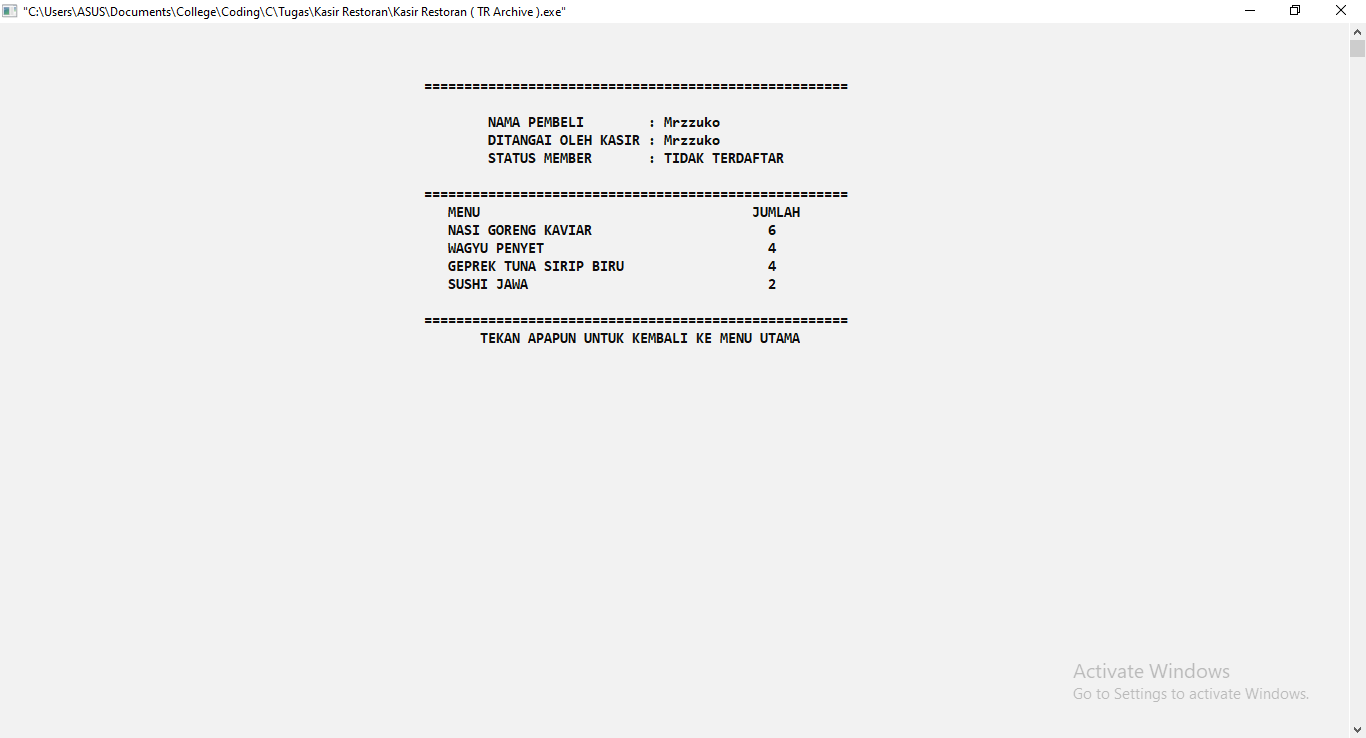 "C:\Users\ASUS\Documents\College\Coding\C\Tugas\Kasir Restoran\Kasir Restoran ( TR Archive ).exe"
=====================================================
NAMA PEMBELI : Mrzzuko
DITANGAI OLEH KASIR : Mrzzuko
STATUS MEMBER : TIDAK TERDAFTAR
=====================================================
MENU JUMLAH
NASI GORENG KAVIAR 6
WAGYU PENYET 4
GEPREK TUNA SIRIP BIRU 4
SUSHI JAWA 2
=====================================================
TEKAN APAPUN UNTUK KEMBALI KE MENU UTAMA
Activate Windows
Go to Settings to activate Windows.